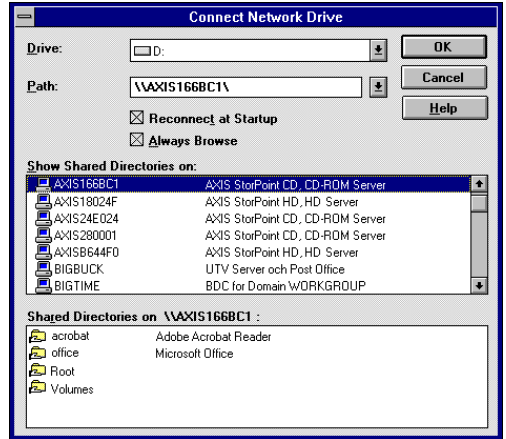 Connect Network Drive
Drive: D: OK
Path: \\AXIS166BC1\ Cancel
Reconnect at Startup Help
Always Browse
Show Shared Directories on:
AXIS166BC1 AXIS StorPoint CD, CD-ROM Server
AXIS18024F AXIS StorPoint HD, HD Server
AXIS24E024 AXIS StorPoint CD, CD-ROM Server
AXIS280001 AXIS StorPoint CD, CD-ROM Server
AXISB644F0 AXIS StorPoint HD, HD Server
BIGBUCK UTV Server och Post Office
BIGTIME BDC for Domain WORKGROUP
Shared Directories on \\AXIS166BC1 :
acrobat Adobe Acrobat Reader
office Microsoft Office
Root
Volumes